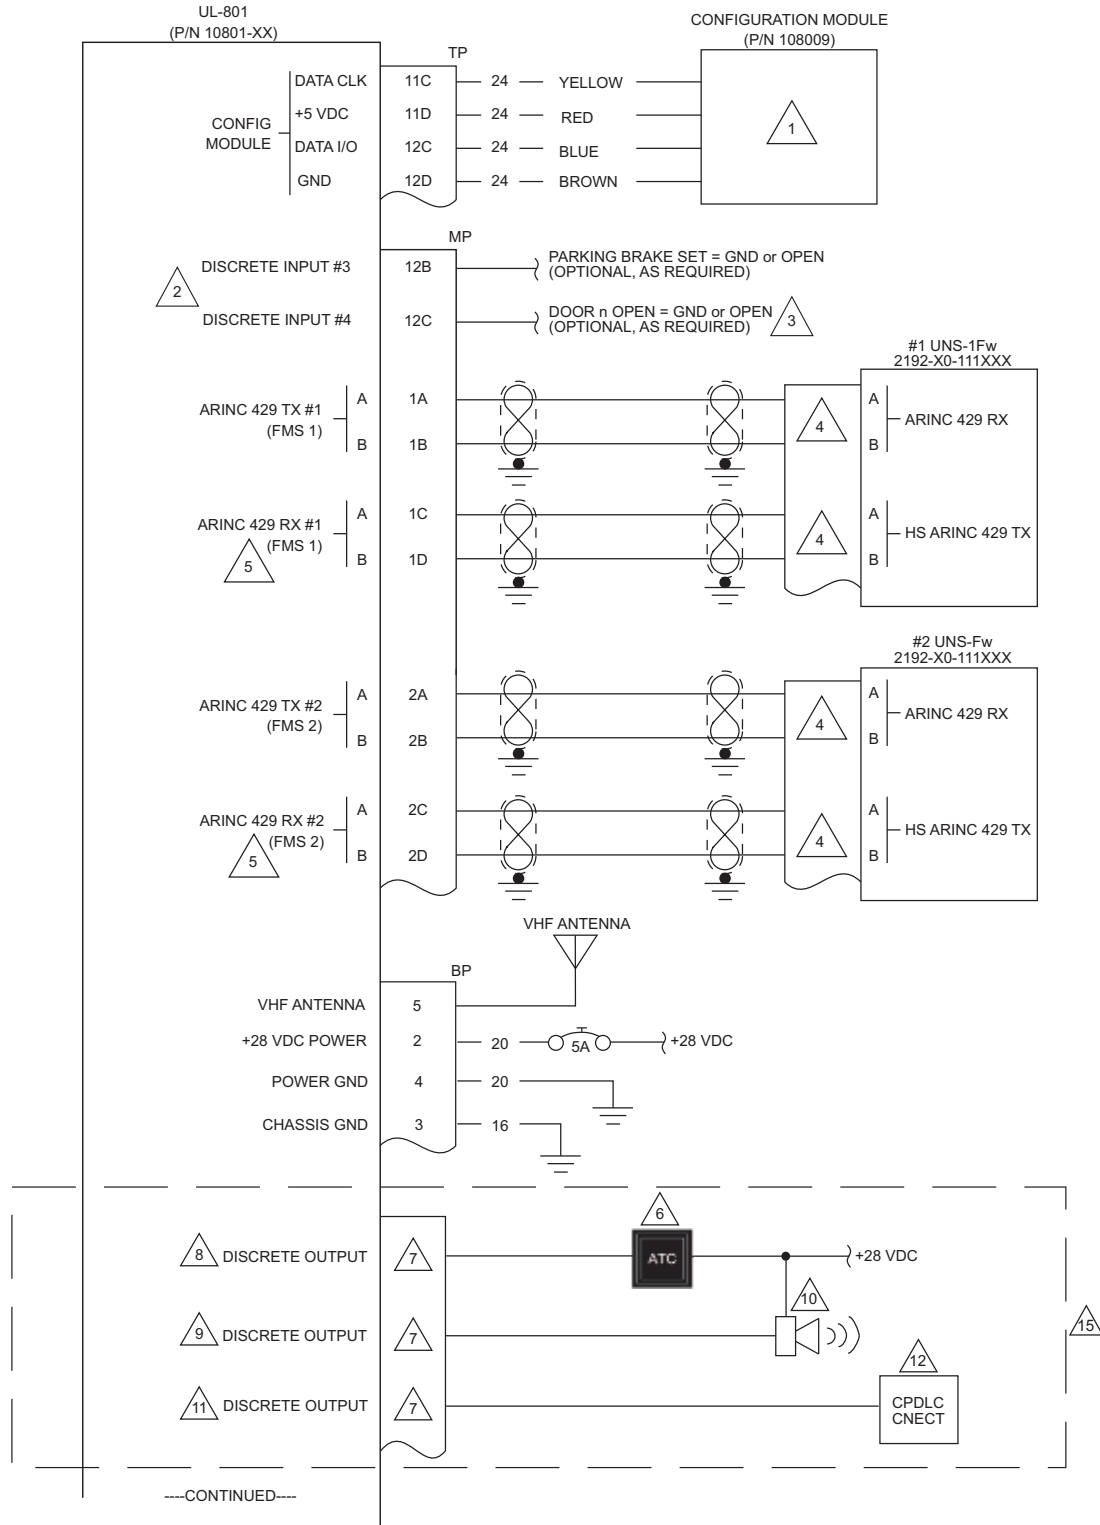 UL-801
(P/N 10801-XX)
CONFIGURATION MODULE
(P/N 108009)
TP
CONFIG
MODULE
DATA CLK 11C 24 YELLOW
+5 VDC 11D 24 RED
DATA I/O 12C 24 BLUE
GND 12D 24 BROWN
1
MP
2
DISCRETE INPUT #3 12B PARKING BRAKE SET = GND or OPEN
(OPTIONAL, AS REQUIRED)
DISCRETE INPUT #4 12C DOOR n OPEN = GND or OPEN
(OPTIONAL, AS REQUIRED) 3
#1 UNS-1Fw
2192-X0-111XXX
ARINC 429 TX #1
(FMS 1)
A 1A 4 A
B 1B B
ARINC 429 RX
ARINC 429 RX #1
(FMS 1)
5
A 1C 4 A
B 1D B
HS ARINC 429 TX
#2 UNS-Fw
2192-X0-111XXX
ARINC 429 TX #2
(FMS 2)
A 2A 4 A
B 2B B
ARINC 429 RX
ARINC 429 RX #2
(FMS 2)
5
A 2C 4 A
B 2D B
HS ARINC 429 TX
VHF ANTENNA
BP
VHF ANTENNA 5
+28 VDC POWER 2 20 5A +28 VDC
POWER GND 4 20
CHASSIS GND 3 16
6
8 DISCRETE OUTPUT 7 ATC +28 VDC
10
9 DISCRETE OUTPUT 7
15
12
11 DISCRETE OUTPUT 7 CPDLC
CNECT
----CONTINUED----